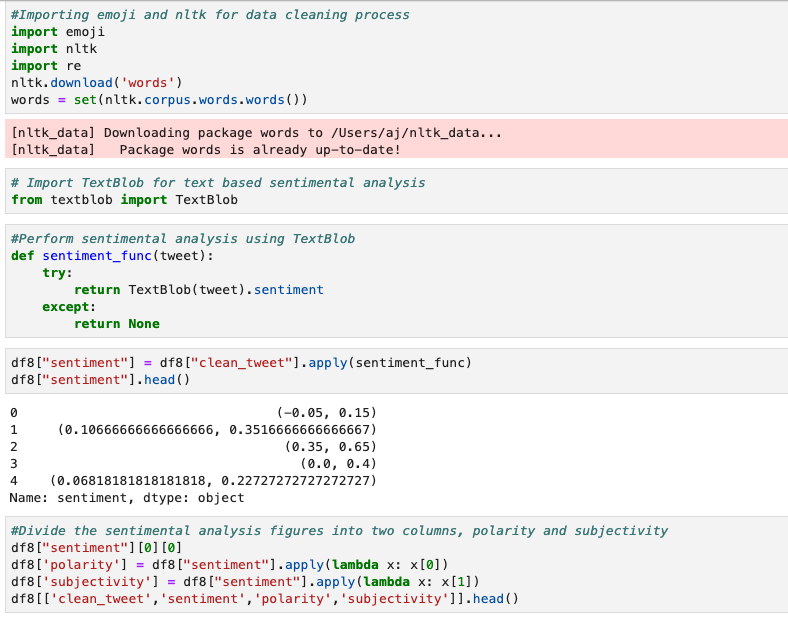 #Importing emoji and nltk for data cleaning process
import emoji
import nltk
import re
nltk.download('words')
words = set(nltk.corpus.words.words())
[nltk_data] Downloading package words to /Users/aj/nltk_data...
[nltk_data]   Package words is already up-to-date!
# Import TextBlob for text based sentimental analysis
from textblob import TextBlob
#Perform sentimental analysis using TextBlob
def sentiment_func(tweet):
    try:
        return TextBlob(tweet).sentiment
    except:
        return None
df8["sentiment"] = df8["clean_tweet"].apply(sentiment_func)
df8["sentiment"].head()
0                                 (-0.05, 0.15)
1     (0.10666666666666666, 0.3516666666666667)
2                                  (0.35, 0.65)
3                                    (0.0, 0.4)
4    (0.06818181818181818, 0.22727272727272727)
Name: sentiment, dtype: object
#Divide the sentimental analysis figures into two columns, polarity and subjectivity
df8["sentiment"][0][0]
df8['polarity'] = df8["sentiment"].apply(lambda x: x[0])
df8['subjectivity'] = df8["sentiment"].apply(lambda x: x[1])
df8[['clean_tweet','sentiment','polarity','subjectivity']].head()